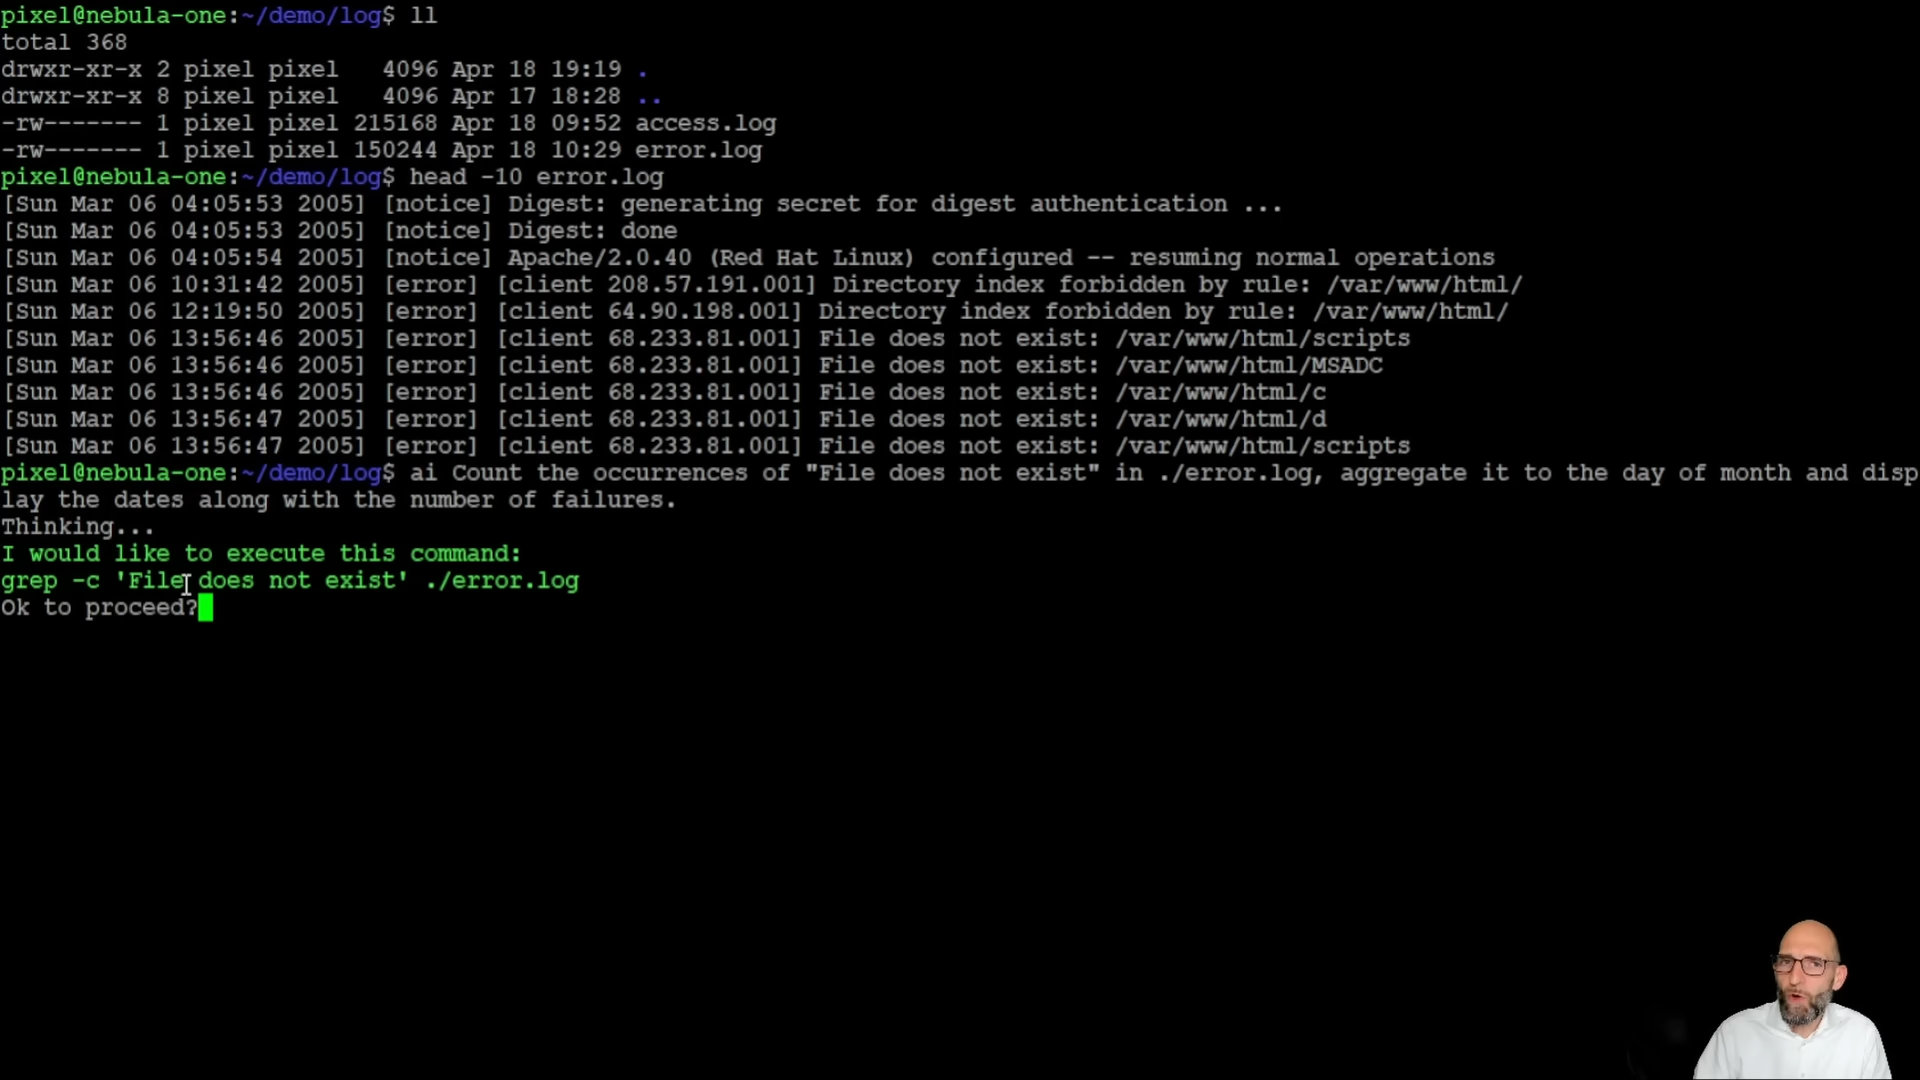 pixel@nebula-one:~/demo/log$ ll
total 368
drwxr-xr-x 2 pixel pixel   4096 Apr 18 19:19 .
drwxr-xr-x 8 pixel pixel   4096 Apr 17 18:28 ..
-rw------- 1 pixel pixel 215168 Apr 18 09:52 access.log
-rw------- 1 pixel pixel 150244 Apr 18 10:29 error.log
pixel@nebula-one:~/demo/log$ head -10 error.log
[Sun Mar 06 04:05:53 2005] [notice] Digest: generating secret for digest authentication ...
[Sun Mar 06 04:05:53 2005] [notice] Digest: done
[Sun Mar 06 04:05:54 2005] [notice] Apache/2.0.40 (Red Hat Linux) configured -- resuming normal operations
[Sun Mar 06 10:31:42 2005] [error] [client 208.57.191.001] Directory index forbidden by rule: /var/www/html/
[Sun Mar 06 12:19:50 2005] [error] [client 64.90.198.001] Directory index forbidden by rule: /var/www/html/
[Sun Mar 06 13:56:46 2005] [error] [client 68.233.81.001] File does not exist: /var/www/html/scripts
[Sun Mar 06 13:56:46 2005] [error] [client 68.233.81.001] File does not exist: /var/www/html/MSADC
[Sun Mar 06 13:56:46 2005] [error] [client 68.233.81.001] File does not exist: /var/www/html/c
[Sun Mar 06 13:56:47 2005] [error] [client 68.233.81.001] File does not exist: /var/www/html/d
[Sun Mar 06 13:56:47 2005] [error] [client 68.233.81.001] File does not exist: /var/www/html/scripts
pixel@nebula-one:~/demo/log$ ai Count the occurrences of "File does not exist" in ./error.log, aggregate it to the day of month and disp
lay the dates along with the number of failures.
Thinking...
I would like to execute this command:
grep -c 'File does not exist' ./error.log
Ok to proceed?